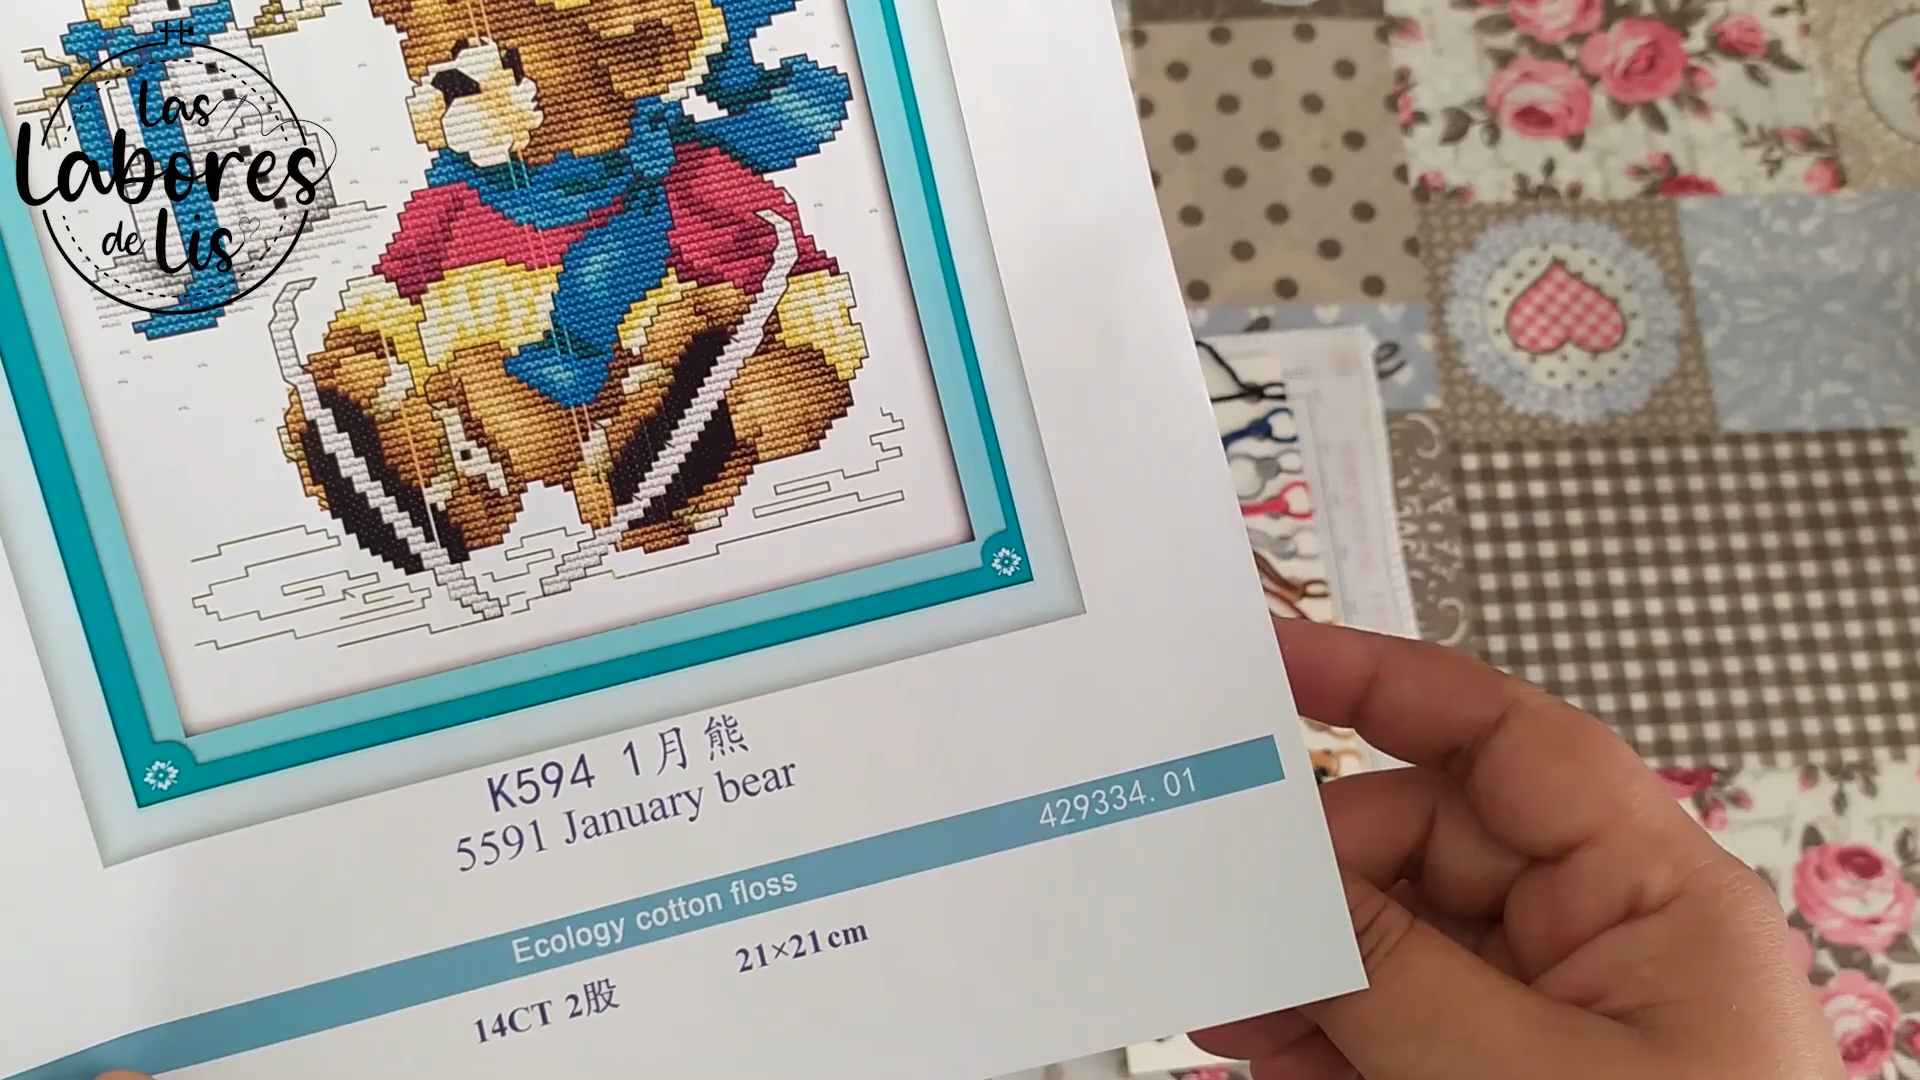 Las
Labores
de Lis
K594 1月熊
5591 January bear
429334.01
Ecology cotton floss
14CT 2股
21×21cm